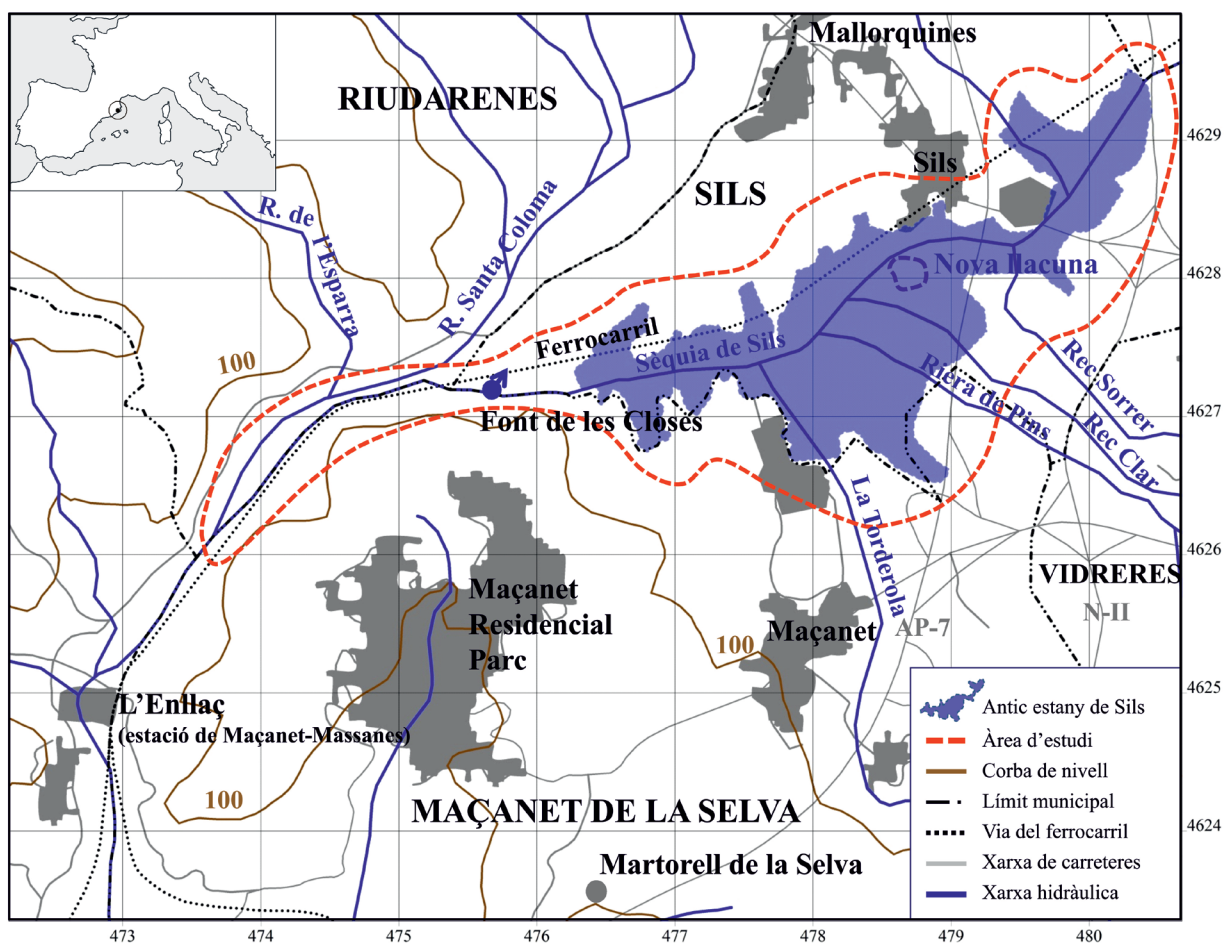 Mallorquines
RIUDARENES
4629
Sils
SILS
R. de
l'Esparra
R. Santa Coloma
Nova llacuna
4628
Ferrocarril
100
Sèquia de Sils
Rec Sorrer
Riera de Pins
Font de les Closes
4627
Rec Clar
La Torderola
4626
VIDRERES
Maçanet
Residencial
Parc
N-II
Maçanet
AP-7
100
L'Enllaç
(estació de Maçanet-Massanes)
4625
Antic estany de Sils
Àrea d'estudi
Corba de nivell
100
Límit municipal
MAÇANET DE LA SELVA
Via del ferrocarril
4624
Xarxa de carreteres
Martorell de la Selva
Xarxa hidràulica
473
474
475
476
477
478
479
480